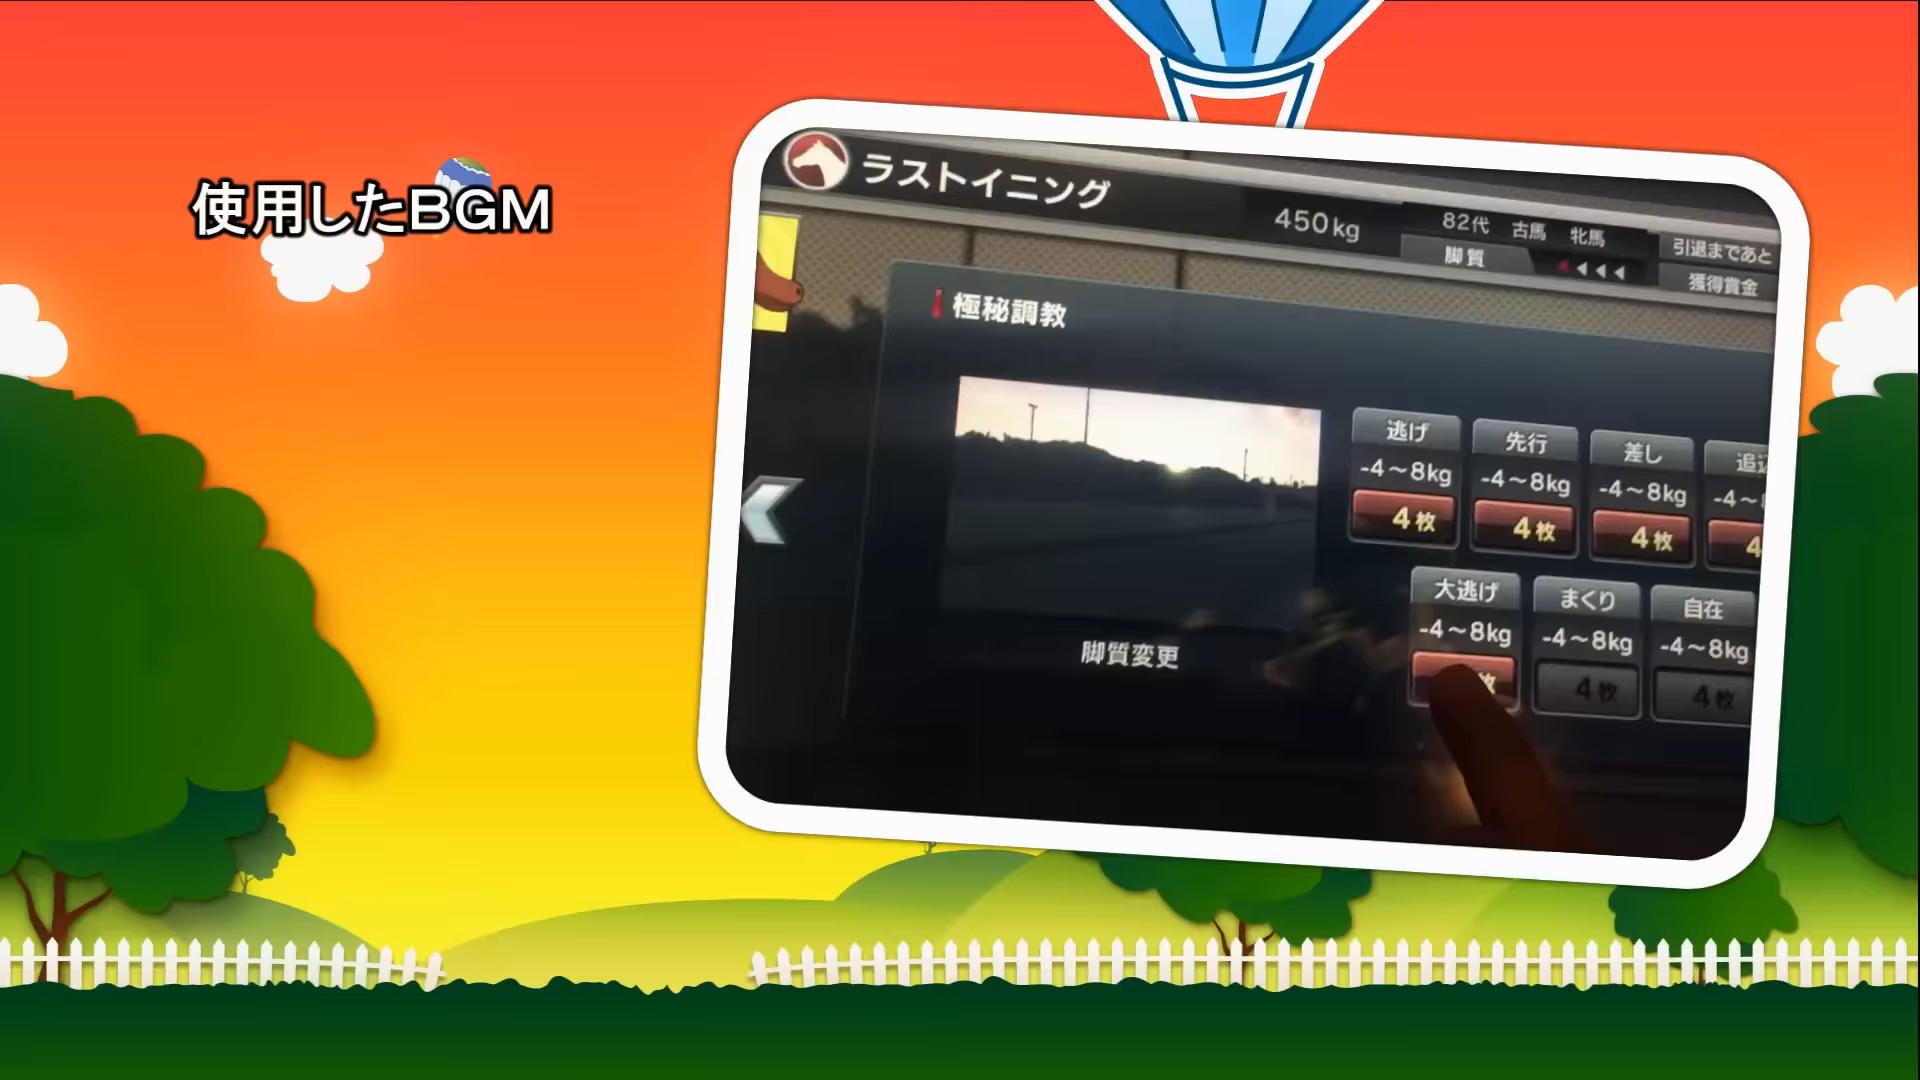 使用したBGM
ラストイニング
450kg
82代 古馬 牝馬
脚質
引退まであと
獲得賞金
極秘調教
逃げ 先行 差し 追
-4～8kg -4～8kg -4～8kg -4～
4枚 4枚 4枚 4
大逃げ まくり 自在
-4～8kg -4～8kg -4～8kg
枚 4枚 4枚
脚質変更